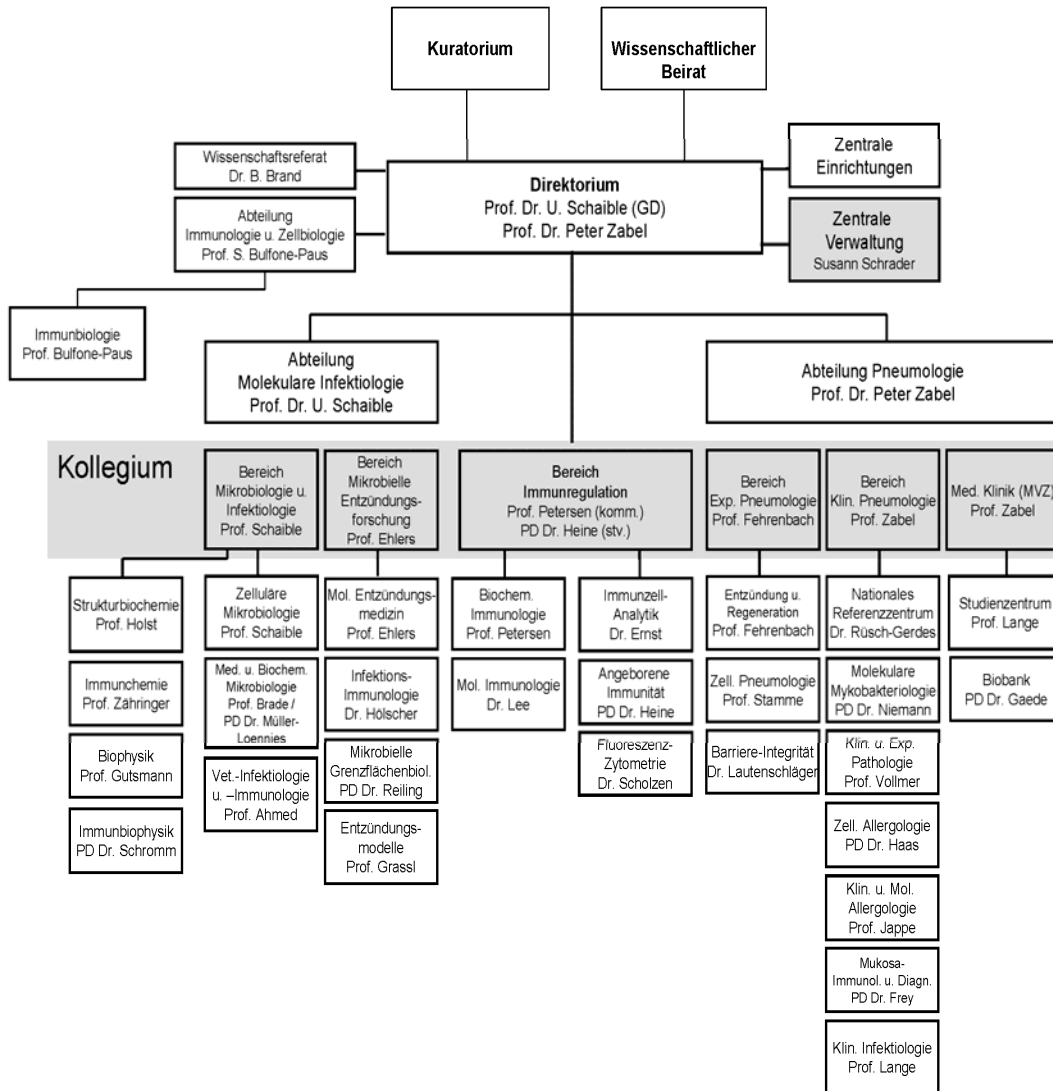 Kuratorium
Wissenschaftlicher
Beirat
Wissenschaftsreferat
Dr. B. Brand
Zentrale
Einrichtungen
Direktorium
Prof. Dr. U. Schaible (GD)
Prof. Dr. Peter Zabel
Abteilung
Immunologie u. Zellbiologie
Prof. S. Bulfone-Paus
Zentrale
Verwaltung
Susann Schrader
Immunbiologie
Prof. Bulfone-Paus
Abteilung
Molekulare Infektiologie
Prof. Dr. U. Schaible
Abteilung Pneumologie
Prof. Dr. Peter Zabel
Kollegium
Bereich
Mikrobiologie u.
Infektiologie
Prof. Schaible
Bereich
Mikrobielle
Entzündungs-
forschung
Prof. Ehlers
Bereich
Immunregulation
Prof. Petersen (komm.)
PD Dr. Heine (stv.)
Bereich
Exp. Pneumologie
Prof. Fehrenbach
Bereich
Klin. Pneumologie
Prof. Zabel
Med. Klinik (MVZ)
Prof. Zabel
Strukturbiochemie
Prof. Holst
Immunchemie
Prof. Zähringer
Biophysik
Prof. Gutsmann
Immunbiophysik
PD Dr. Schromm
Zelluläre
Mikrobiologie
Prof. Schaible
Med. u. Biochem.
Mikrobiologie
Prof. Brade /
PD Dr. Müller-
Loennies
Vet.-Infektiologie
u. –Immunologie
Prof. Ahmed
Mol. Entzündungs-
medizin
Prof. Ehlers
Infektions-
Immunologie
Dr. Hölscher
Mikrobielle
Grenzflächenbiol.
PD Dr. Reiling
Entzündungs-
modelle
Prof. Grassl
Biochem.
Immunologie
Prof. Petersen
Mol. Immunologie
Dr. Lee
Immunzell-
Analytik
Dr. Ernst
Angeborene
Immunität
PD Dr. Heine
Fluoreszenz-
Zytometrie
Dr. Scholzen
Entzündung u.
Regeneration
Prof. Fehrenbach
Zell. Pneumologie
Prof. Stamme
Barriere-Integrität
Dr. Lautenschläger
Nationales
Referenzzentrum
Dr. Rüsch-Gerdes
Molekulare
Mykobakteriologie
PD Dr. Niemann
Klin. u. Exp.
Pathologie
Prof. Vollmer
Zell. Allergologie
PD Dr. Haas
Klin. u. Mol.
Allergologie
Prof. Jappe
Mukosa-
Immunol. u. Diagn.
PD Dr. Frey
Klin. Infektiologie
Prof. Lange
Studienzentrum
Prof. Lange
Biobank
PD Dr. Gaede